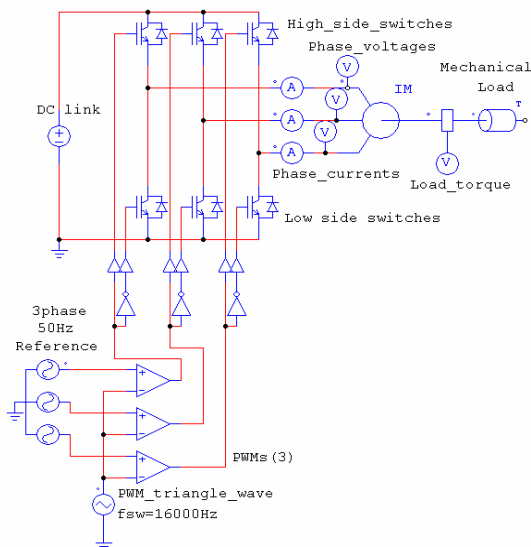 High_side_switches
Phase_voltages
Mechanical
Load
IM
T
DC link
A
V
A
V
A
V
V
Phase_currents
Load_torque
Low side switches
3phase
50Hz
Reference
PWMs(3)
PWM_triangle_wave
fsw=16000Hz